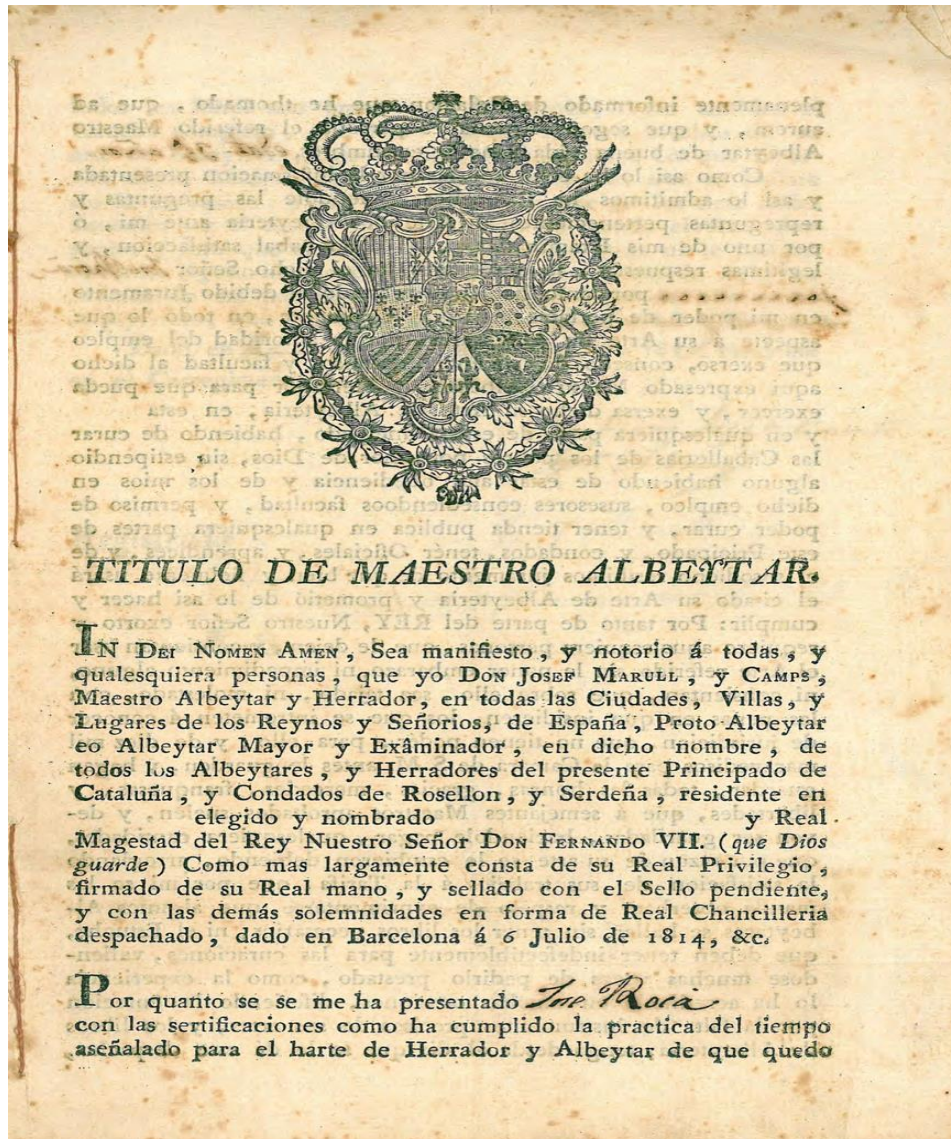 TITULO DE MAESTRO ALBEYTAR.
IN DEI NOMEN AMEN, Sea manifiesto, y notorio á todas, y
qualesquiera personas, que yo DON JOSEF MARULL, y CAMPS,
Maestro Albeytar y Herrador, en todas las Ciudades, Villas, y
Lugares de los Reynos y Señorios, de España, Proto-Albeytar
eo Albeytar Mayor y Exâminador, en dicho nombre, de
todos los Albeytares, y Herradores del presente Principado de
Cataluña, y Condados de Rosellon, y Serdeña, residente en
elegido y nombrado y Real
Magestad del Rey Nuestro Señor DON FERNANDO VII. (que Dios
guarde) Como mas largamente consta de su Real Privilegio,
firmado de su Real mano, y sellado con el Sello pendiente,
y con las demás solemnidades en forma de Real Chancilleria
despachado, dado en Barcelona á 6 Julio de 1814, &c.
Por quanto se se me ha presentado Jose Roca
con las sertificaciones como ha cumplido la practica del tiempo
aseñalado para el harte de Herrador y Albeytar de que quedo